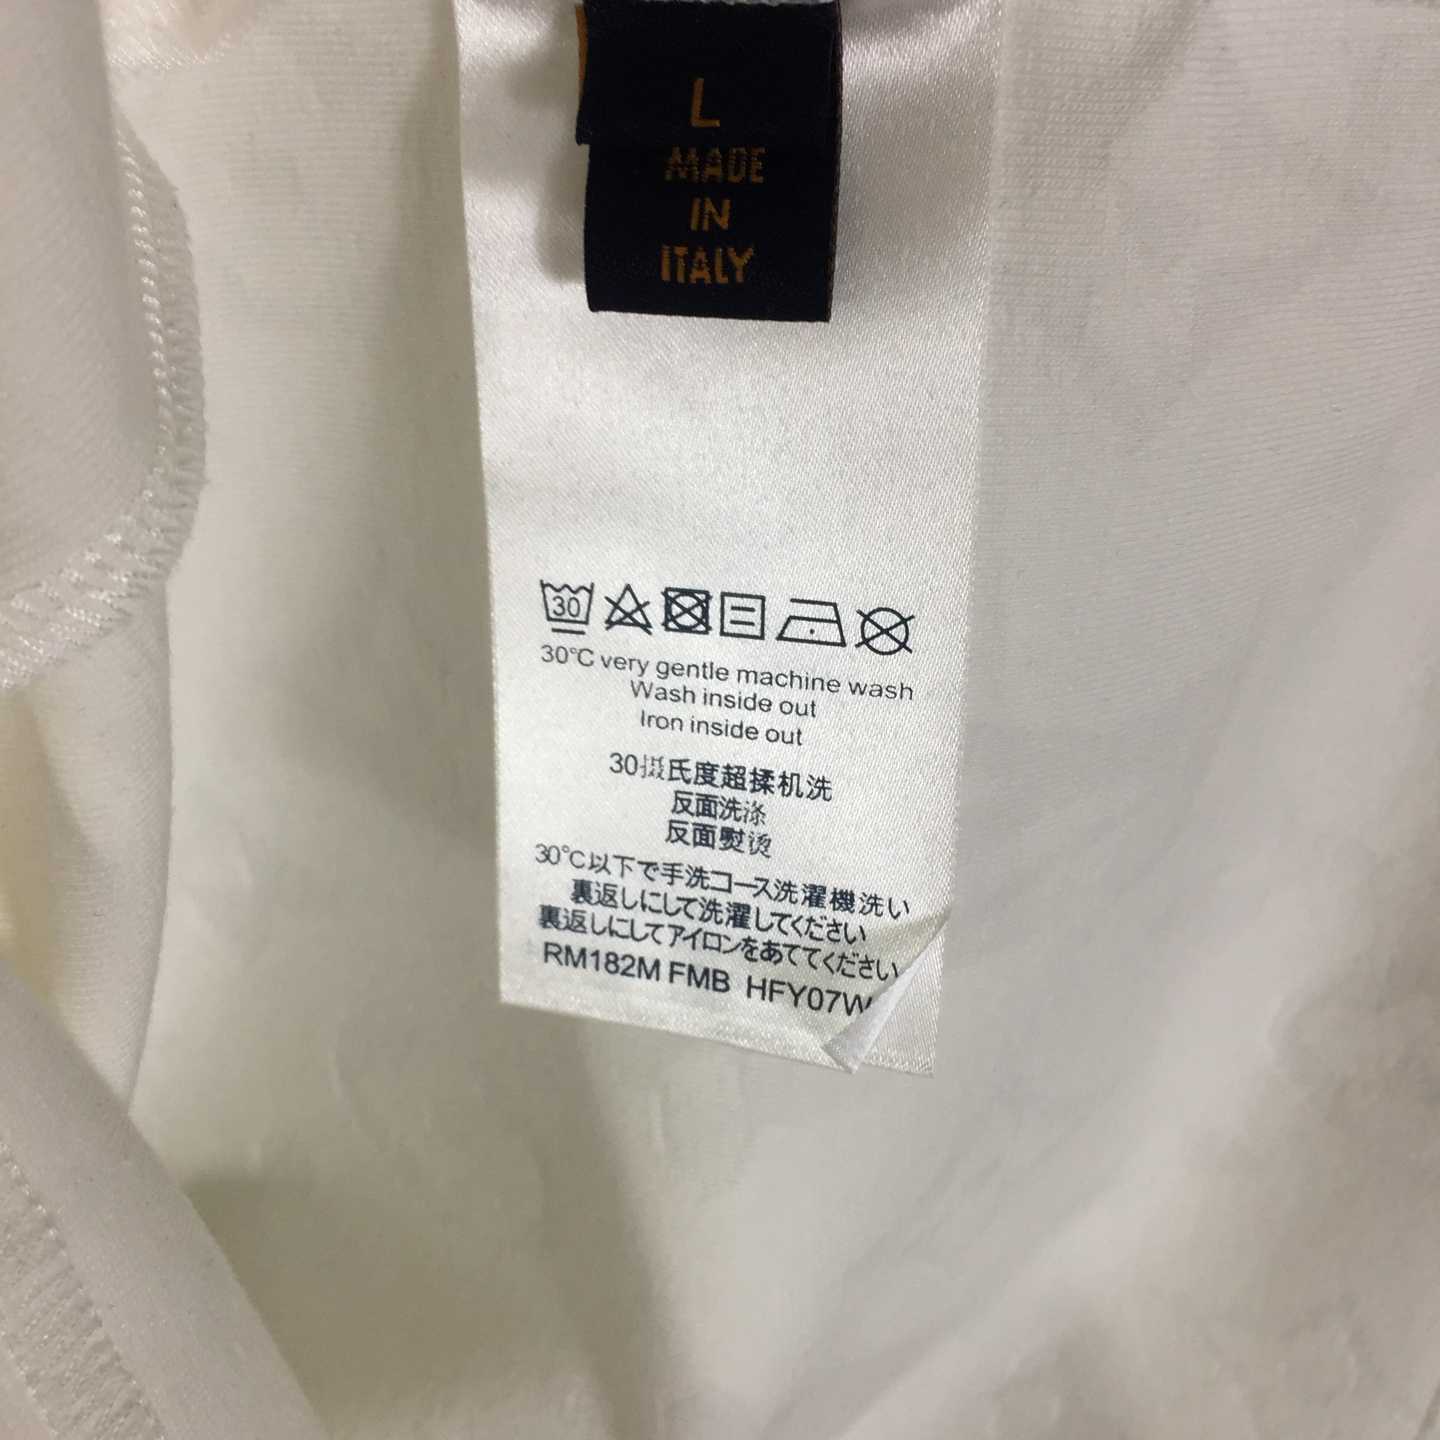 L
MADE
IN
ITALY
30
30°C very gentle machine wash
Wash inside out
Iron inside out
30摄氏度超揉机洗
反面洗涤
反面熨烫
30℃以下で手洗コース洗濯機洗い
裏返しにして洗濯してください
裏返しにしてアイロンをあててください
RM182M FMB HFY07W